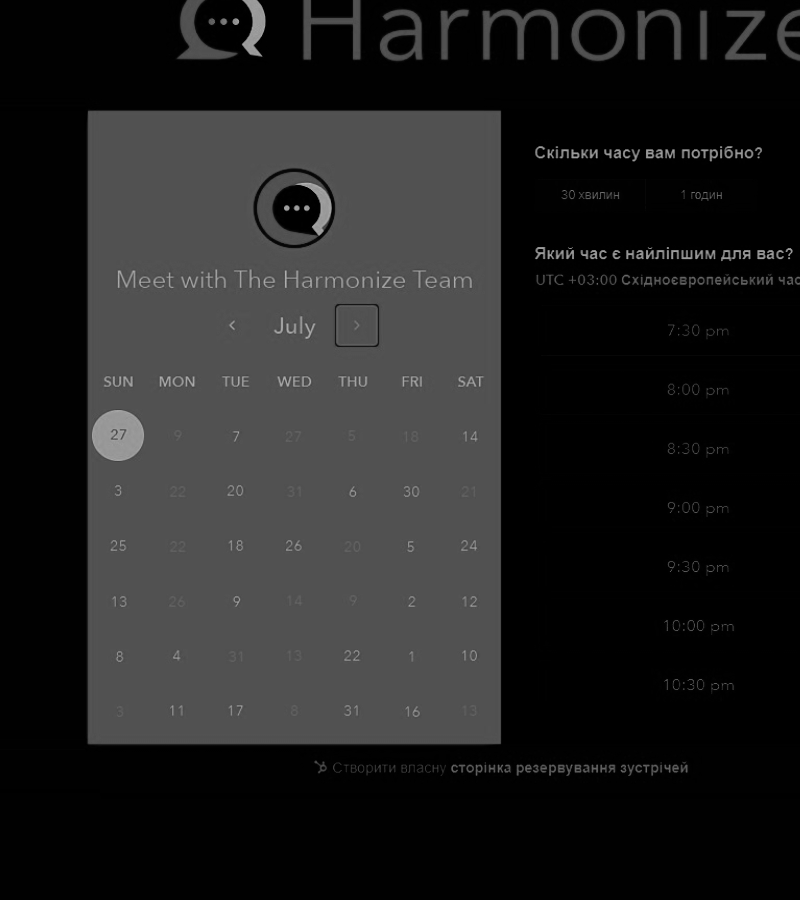 Harmonize
Meet with The Harmonize Team
July
SUN MON TUE WED THU FRI SAT
27 9 7 27 5 18 14
3 22 20 31 6 30 21
25 22 18 26 20 5 24
13 26 9 14 9 2 12
8 4 31 13 22 1 10
3 11 17 8 31 16 13
Скільки часу вам потрібно?
30 хвилин 1 годин
Який час є найліпшим для вас?
UTC +03:00 Східноєвропейський час
7:30 pm
8:00 pm
8:30 pm
9:00 pm
9:30 pm
10:00 pm
10:30 pm
Створити власну сторінка резервування зустрічей